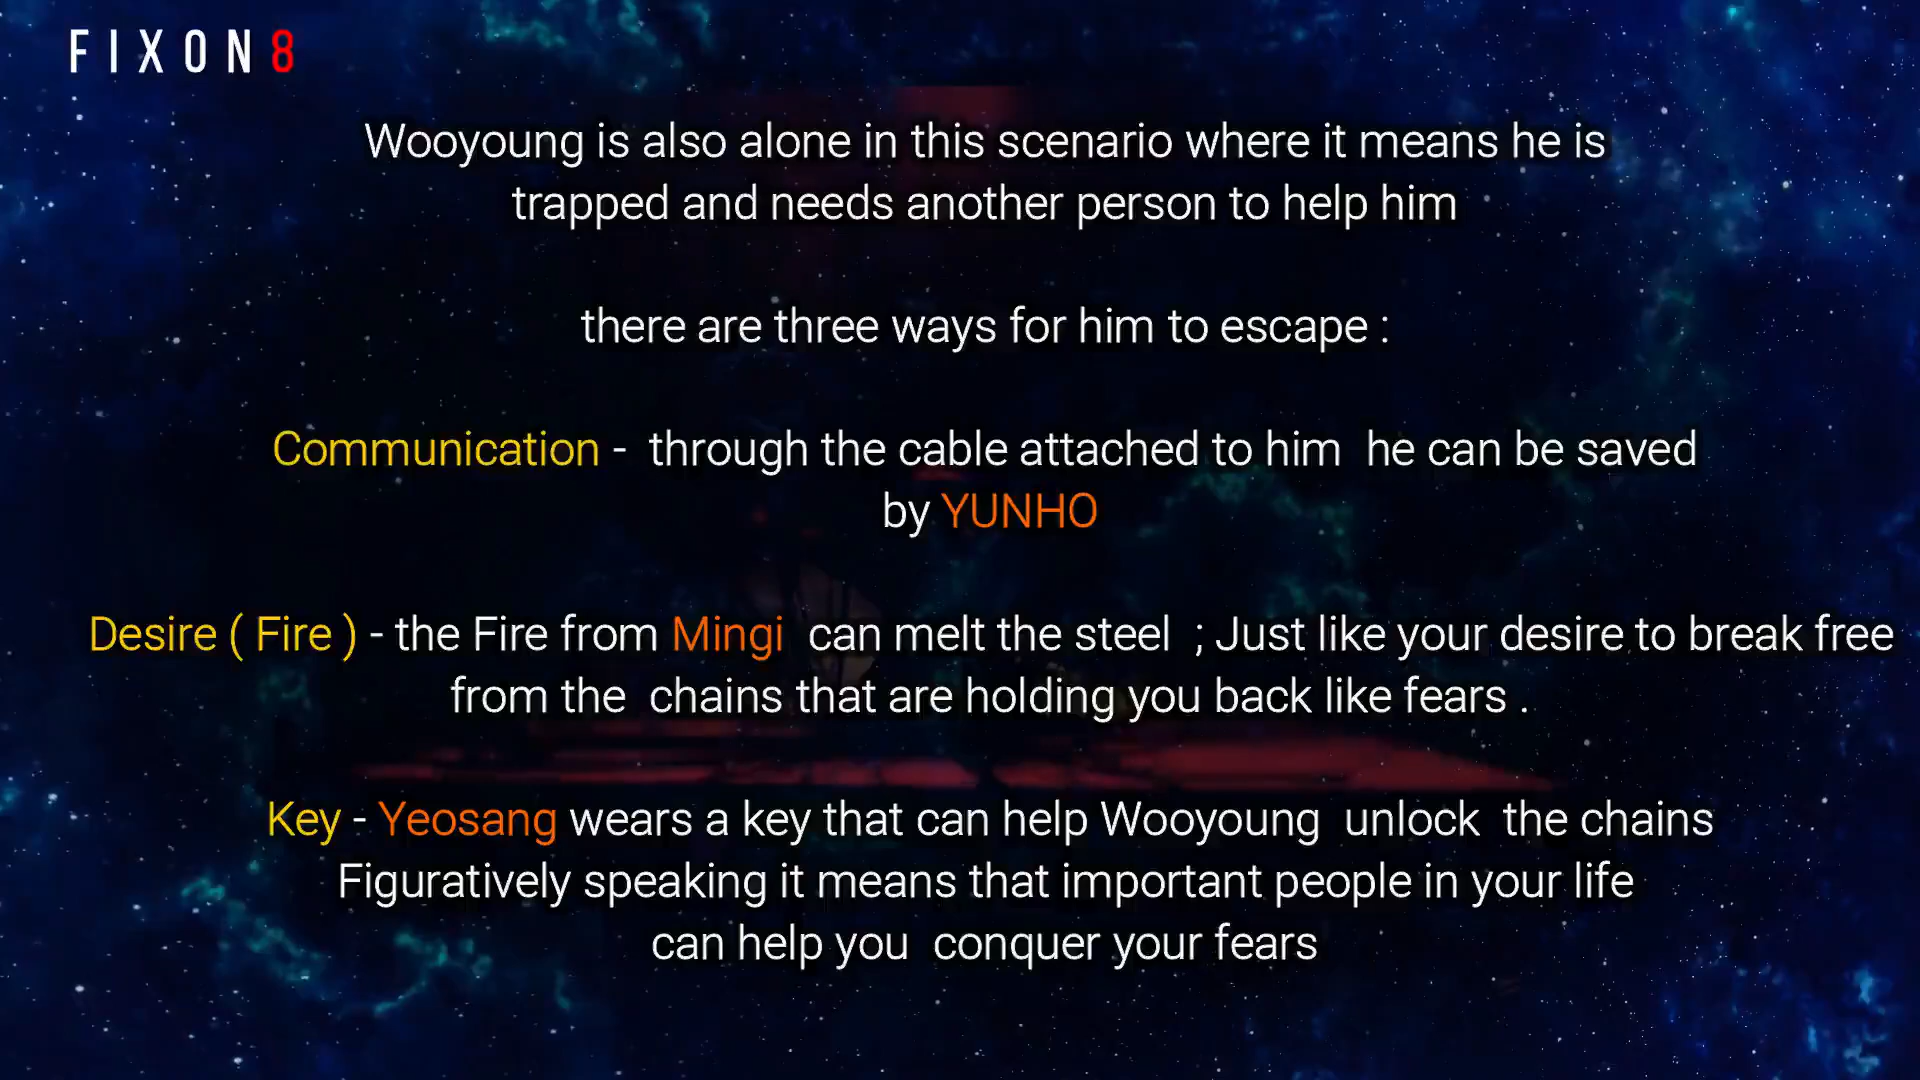 FIXON8
Wooyoung is also alone in this scenario where it means he is
trapped and needs another person to help him
there are three ways for him to escape :
Communication - through the cable attached to him he can be saved
by YUNHO
Desire ( Fire ) - the Fire from Mingi can melt the steel ; Just like your desire to break free
from the chains that are holding you back like fears .
Key - Yeosang wears a key that can help Wooyoung unlock the chains
Figuratively speaking it means that important people in your life
can help you conquer your fears